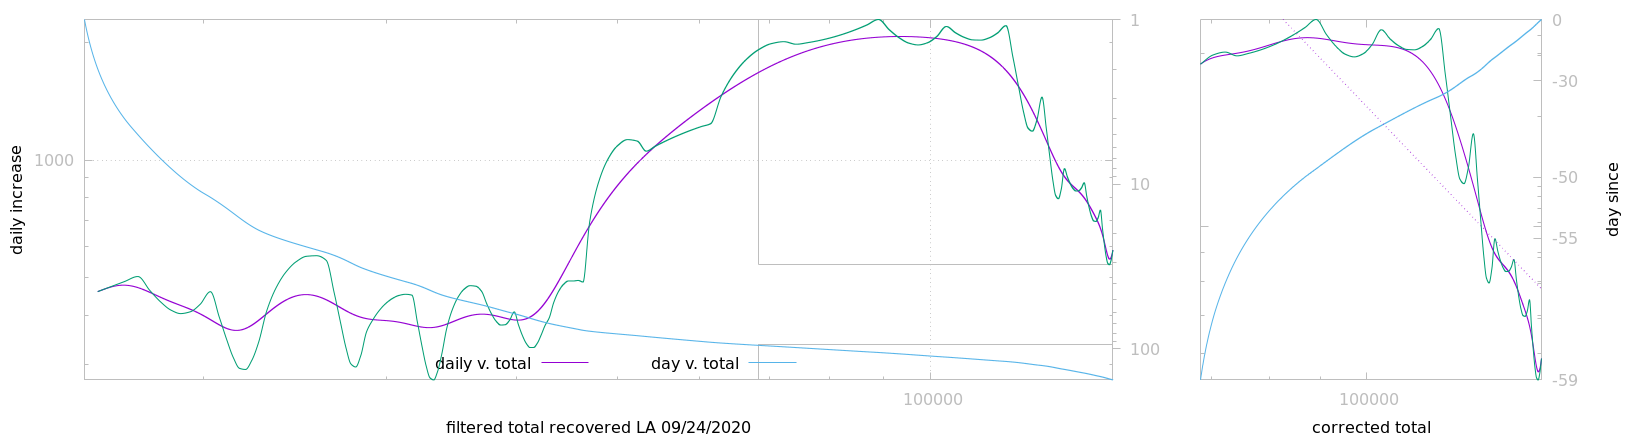 daily increase
1000
daily v. total
day v. total
1
10
100
100000
filtered total recovered LA 09/24/2020
0
-30
-50
-55
-59
day since
100000
corrected total